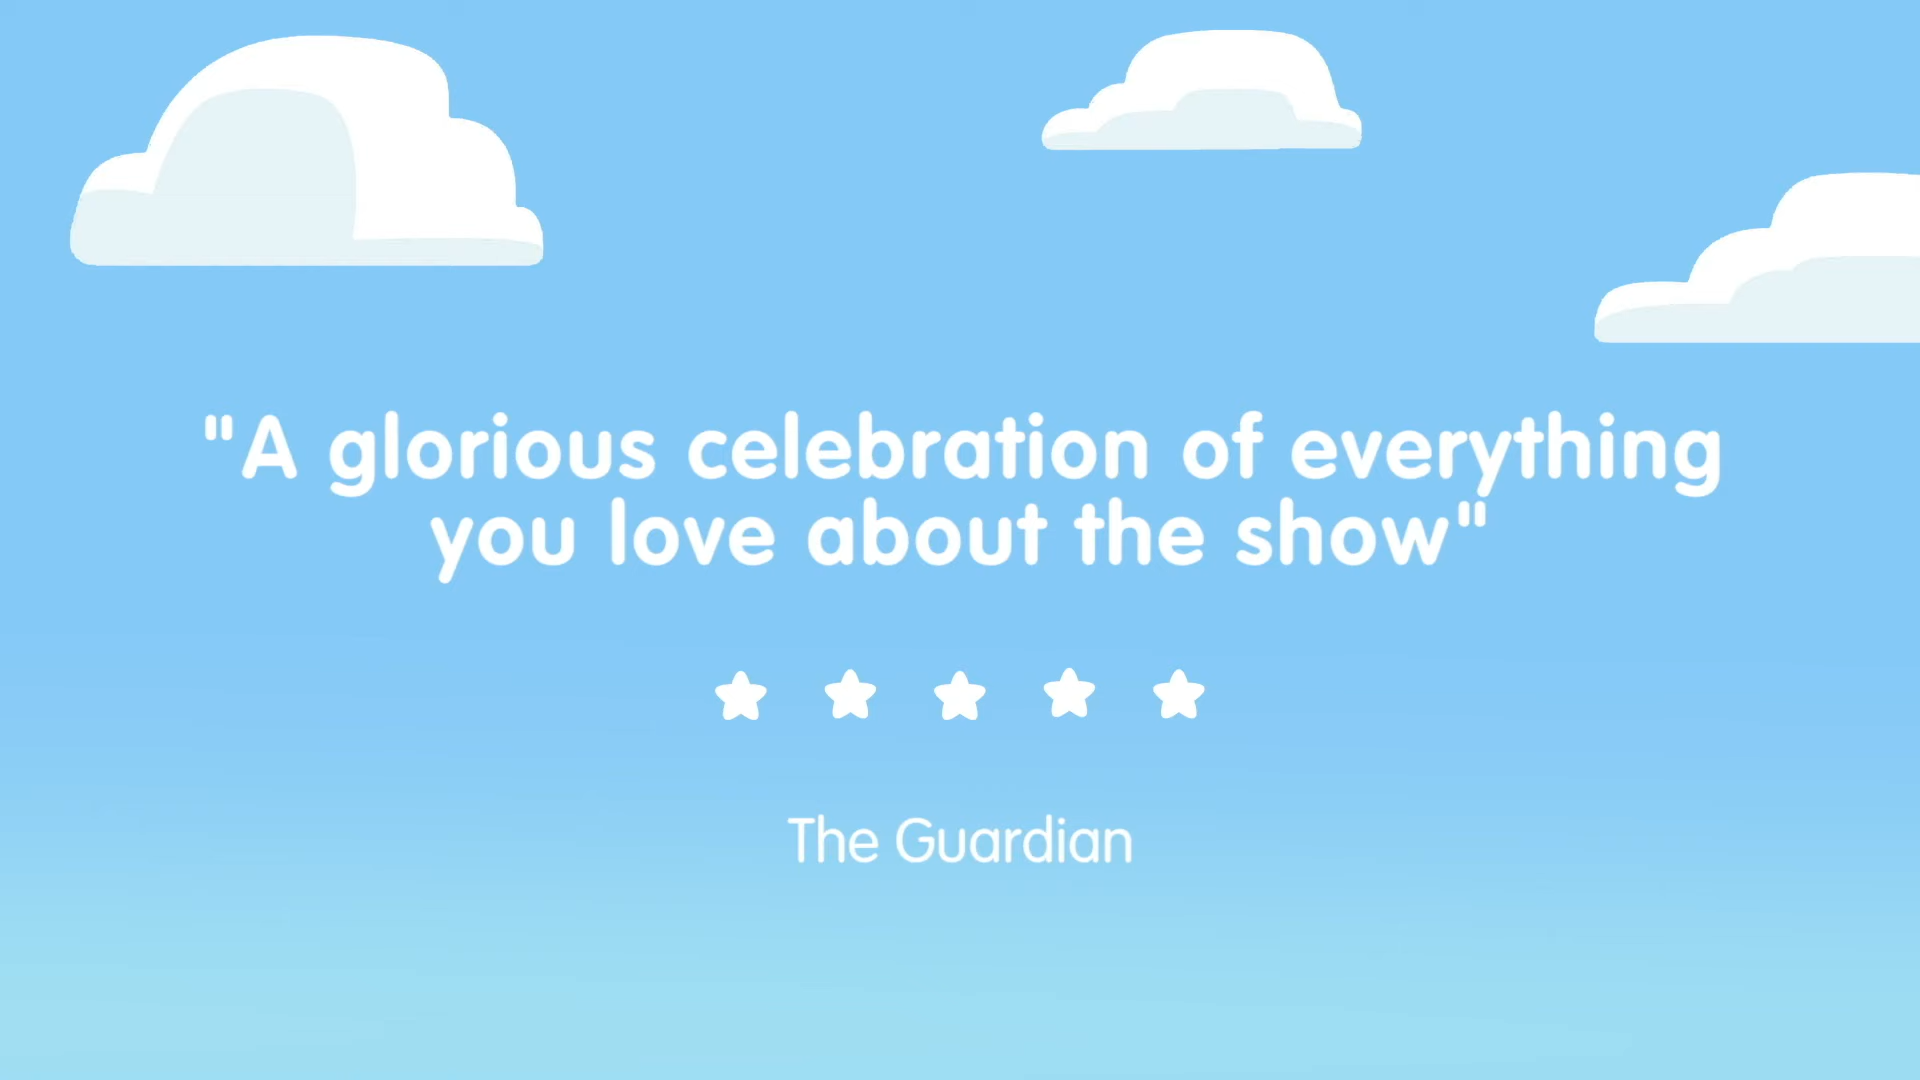 "A glorious celebration of everything
you love about the show"
The Guardian